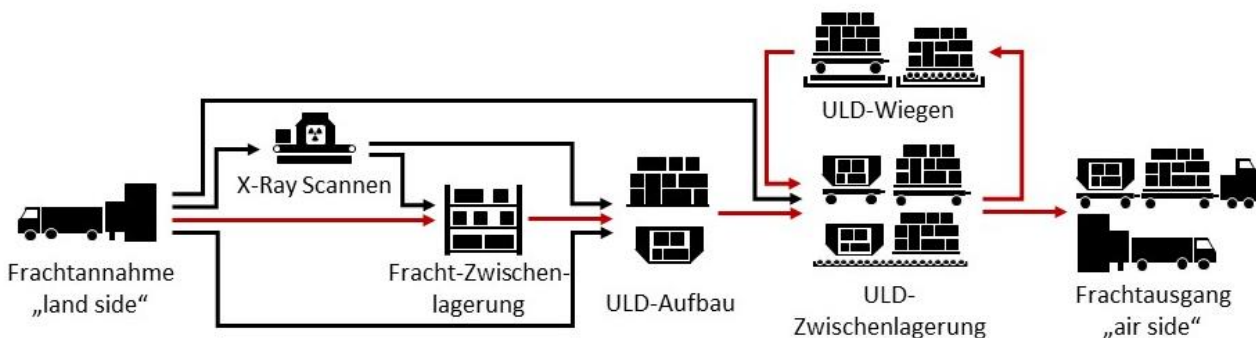 ULD-Wiegen
X-Ray Scannen
Frachtannahme
„land side“
Fracht-Zwischen-
lagerung
ULD-Aufbau
ULD-
Zwischenlagerung
Frachtausgang
„air side“